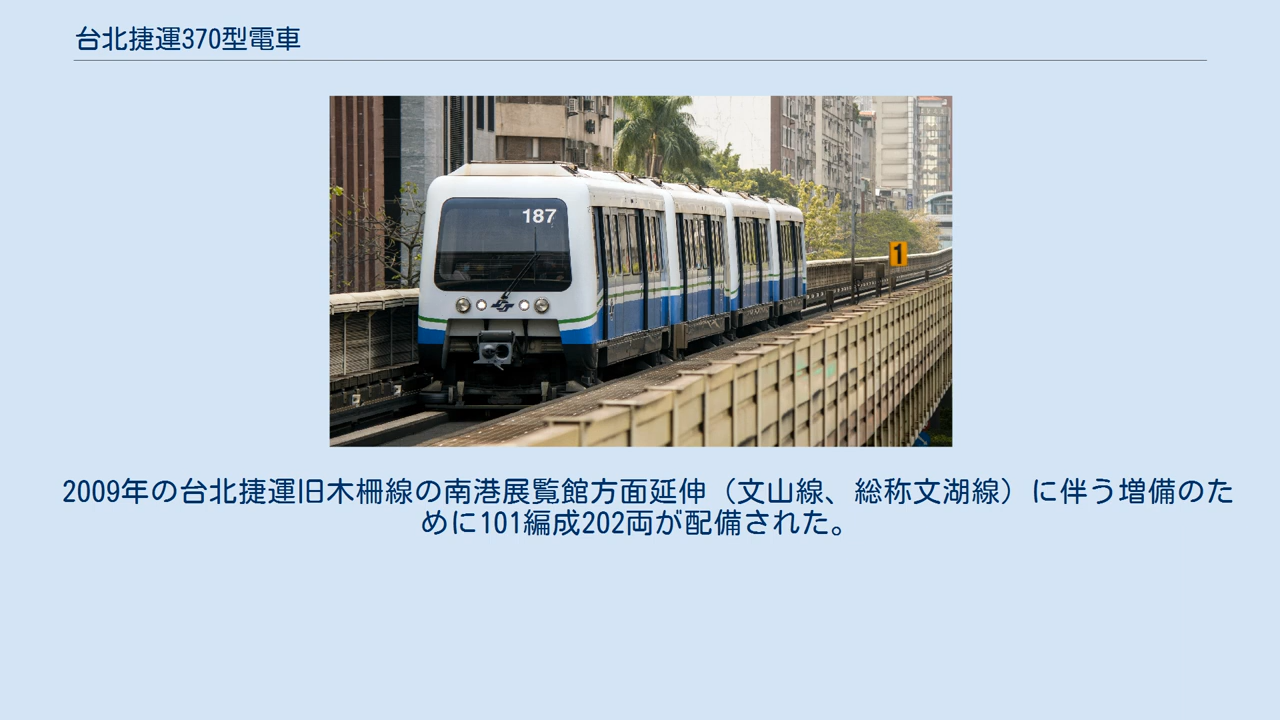 台北捷運370型電車
187
1
2009年の台北捷運旧木柵線の南港展覧館方面延伸（文山線、総称文湖線）に伴う増備のた
めに101編成202両が配備された。